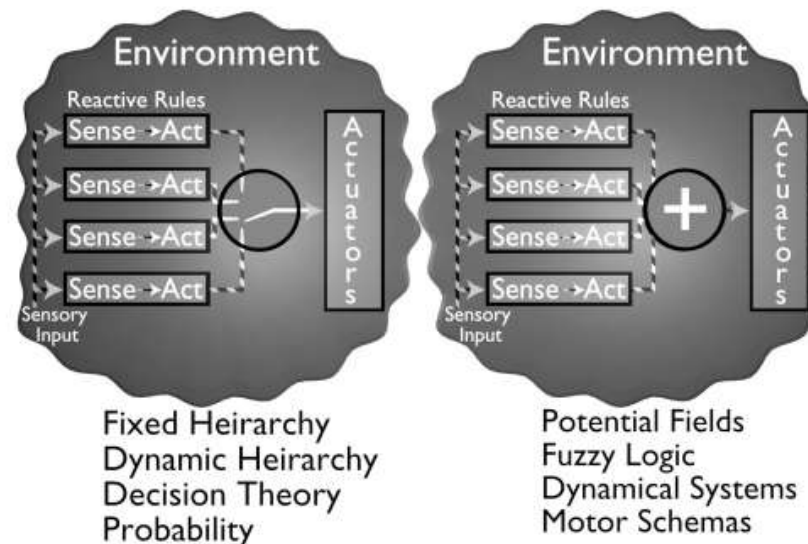 Environment
Reactive Rules
Sense Act
Sense Act
Sense Act
Sense Act
Sensory
Input
Actuators
Fixed Heirarchy
Dynamic Heirarchy
Decision Theory
Probability
Environment
Reactive Rules
Sense Act
Sense Act
Sense Act
Sense Act
Sensory
Input
+
Actuators
Potential Fields
Fuzzy Logic
Dynamical Systems
Motor Schemas